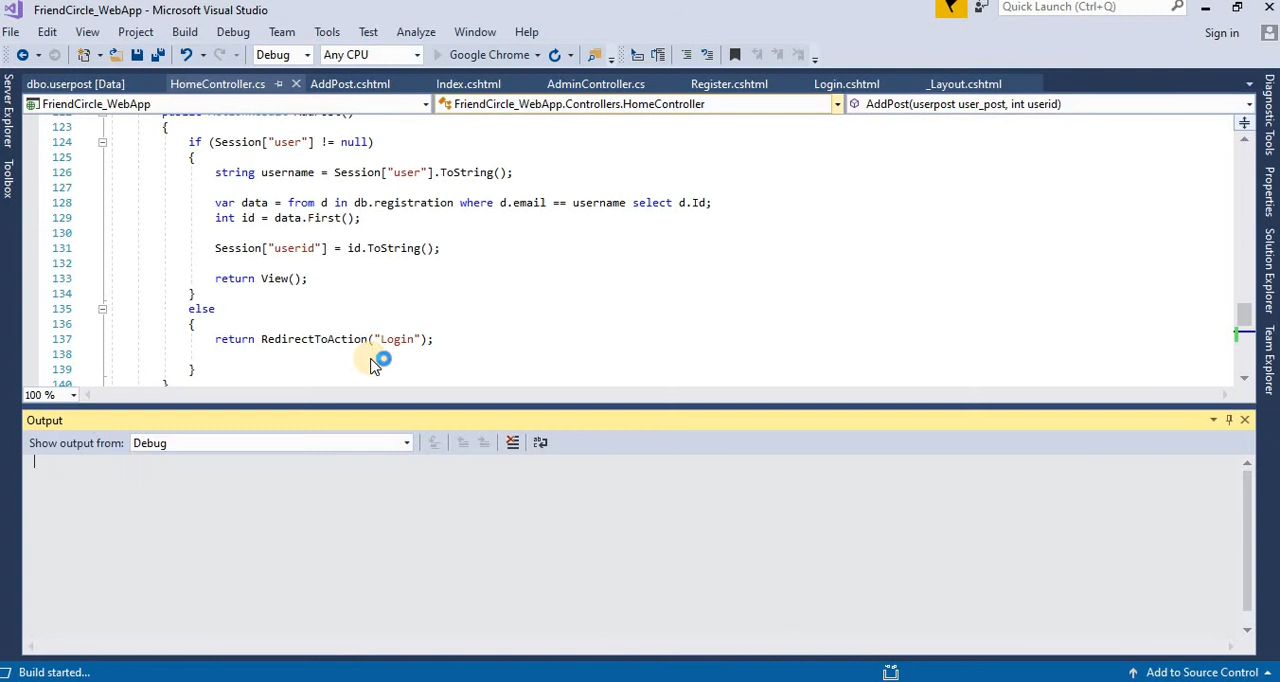 FriendCircle_WebApp - Microsoft Visual Studio
Quick Launch (Ctrl+Q)
File Edit View Project Build Debug Team Tools Test Analyze Window Help
Sign in
Debug Any CPU Google Chrome
dbo.userpost [Data] HomeController.cs AddPost.cshtml Index.cshtml AdminController.cs Register.cshtml Login.cshtml _Layout.cshtml
FriendCircle_WebApp FriendCircle_WebApp.Controllers.HomeController AddPost(userpost user_post, int userid)
Server Explorer
Toolbox
Diagnostic Tools
Properties
Solution Explorer
Team Explorer
123 {
124 if (Session["user"] != null)
125 {
126 string username = Session["user"].ToString();
127
128 var data = from d in db.registration where d.email == username select d.Id;
129 int id = data.First();
130
131 Session["userid"] = id.ToString();
132
133 return View();
134 }
135 else
136 {
137 return RedirectToAction("Login");
138
139 }
140 }
100 %
Output
Show output from: Debug
Build started...
Add to Source Control